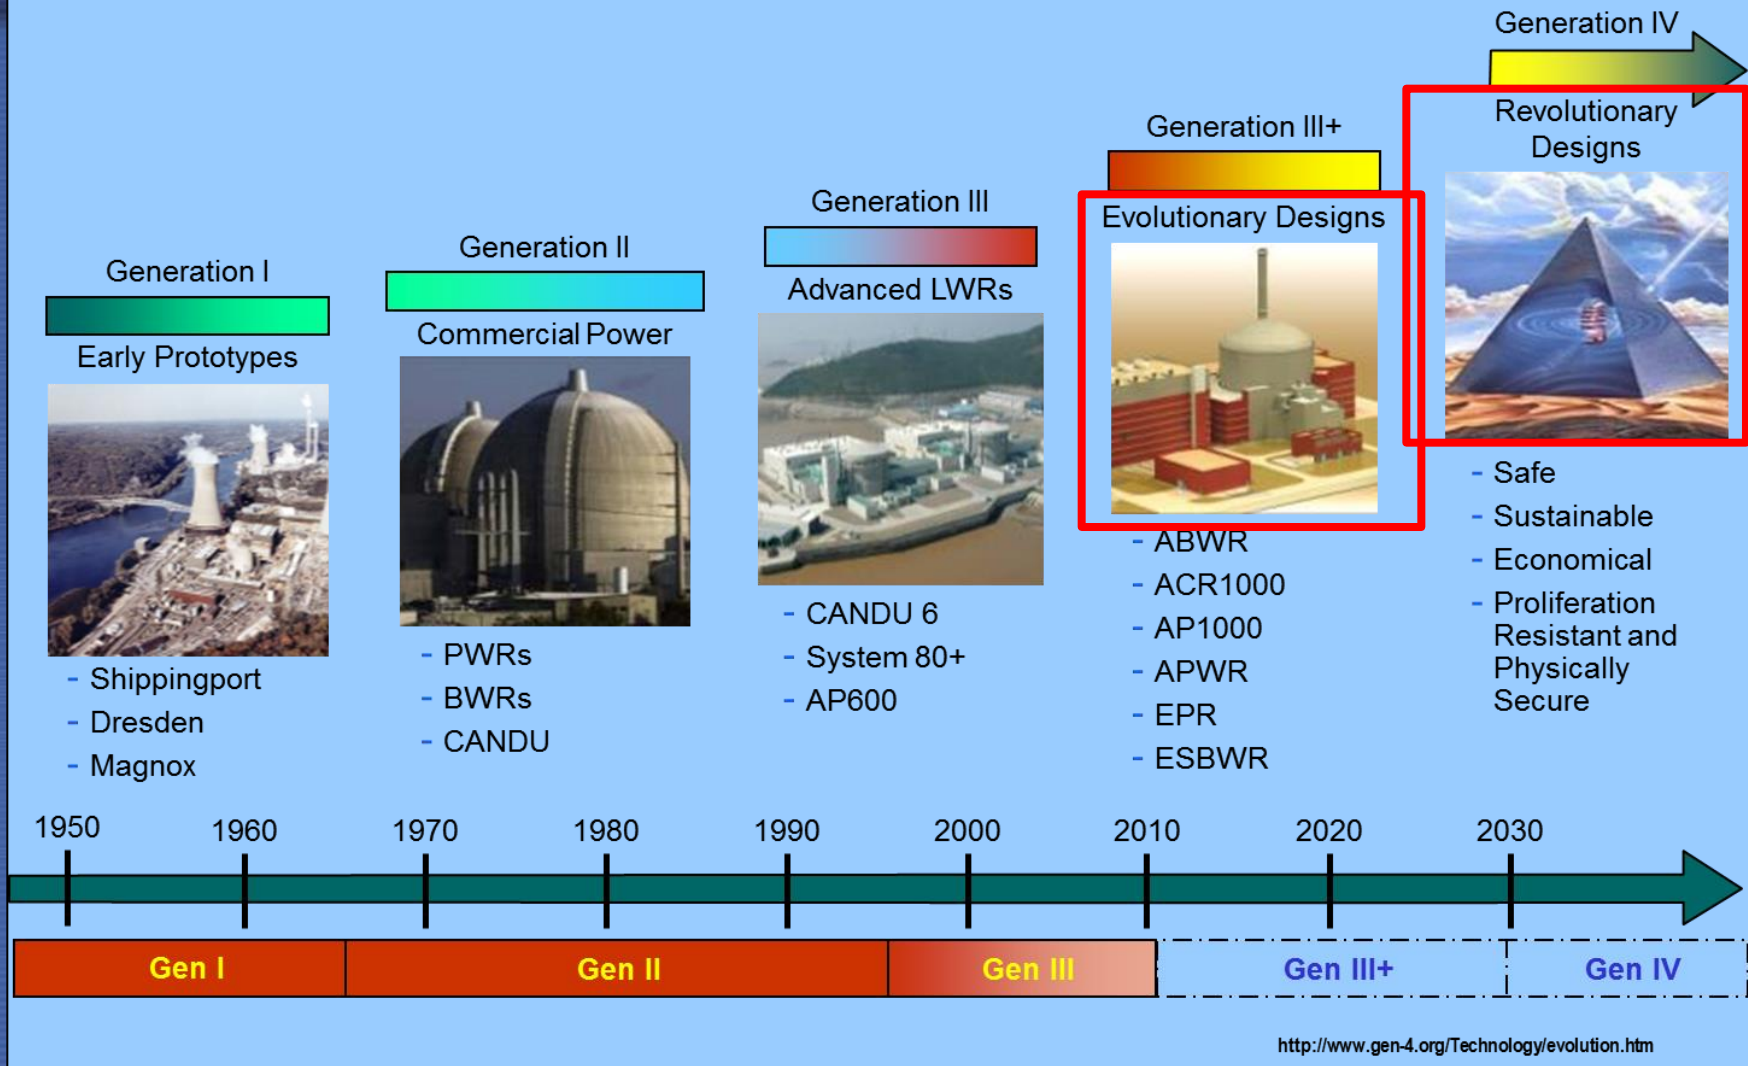 Generation I
Early Prototypes
- Shippingport
- Dresden
- Magnox
Generation II
Commercial Power
- PWRs
- BWRs
- CANDU
Generation III
Advanced LWRs
- CANDU 6
- System 80+
- AP600
Generation III+
Evolutionary Designs
- ABWR
- ACR1000
- AP1000
- APWR
- EPR
- ESBWR
Generation IV
Revolutionary
Designs
- Safe
- Sustainable
- Economical
- Proliferation
Resistant and
Physically
Secure
1950 1960 1970 1980 1990 2000 2010 2020 2030
Gen I Gen II Gen III Gen III+ Gen IV
http://www.gen-4.org/Technology/evolution.htm